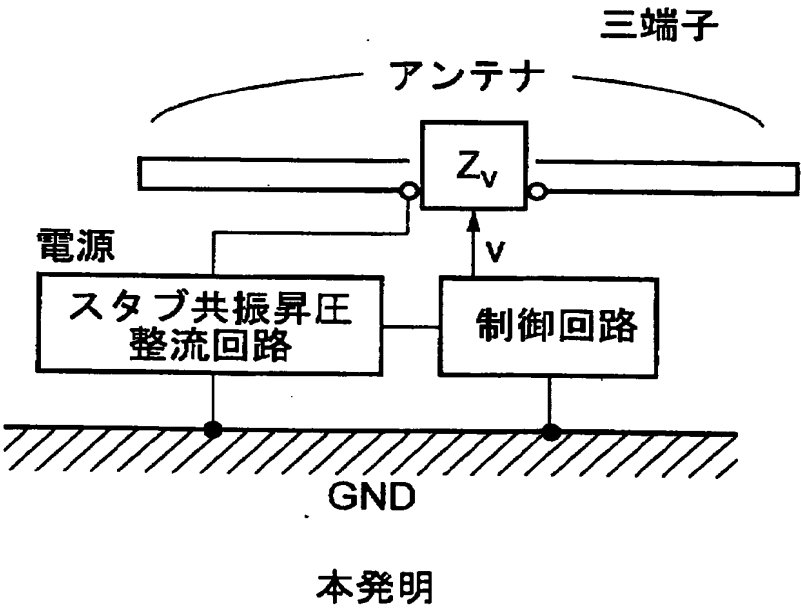 三端子
アンテナ
Zv
電源
v
スタブ共振昇圧
整流回路
制御回路
GND
本発明